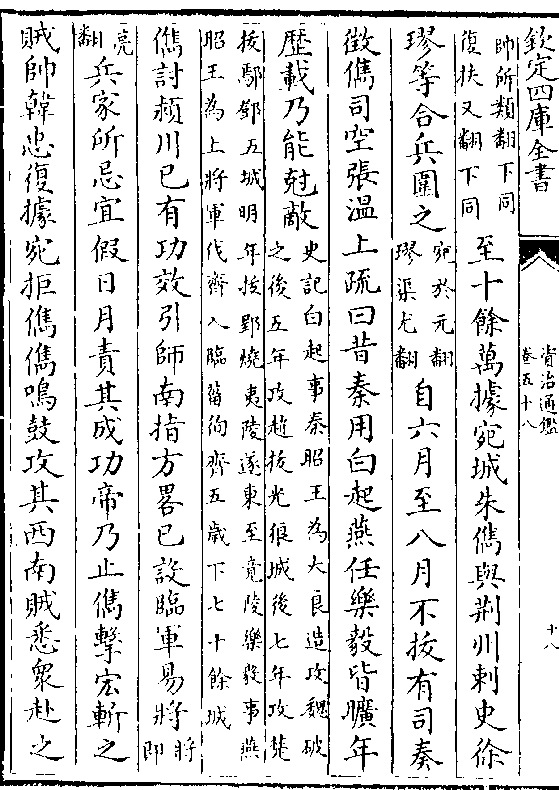 欽定四庫全書
資治通鑑
卷五十八
十八
帥所類翻下同
復扶又翻下同
至十餘萬據宛城朱儁與荆州刺史徐
璆等合兵圍之
宛於元翻
璆渠尤翻
自六月至八月不拔有司奏
徵儁司空張溫上疏曰昔秦用白起燕任樂毅皆曠年
歴載乃能尅敵
史記白起事秦昭王為大良造攻魏破
之後五年攻趙拔光狼城後七年攻楚
拔鄢鄧五城明年拔郢燒夷陵遂東至竟陵樂毅事燕
昭王為上將軍伐齊入臨菑徇齊五歲下七十餘城
儁討潁川已有功效引師南指方畧已設臨軍易將
將
即
亮
翻
兵家所忌宜假日月責其成功帝乃止儁擊宏斬之
賊帥韓忠復據宛拒儁儁鳴鼓攻其西南賊悉衆赴之